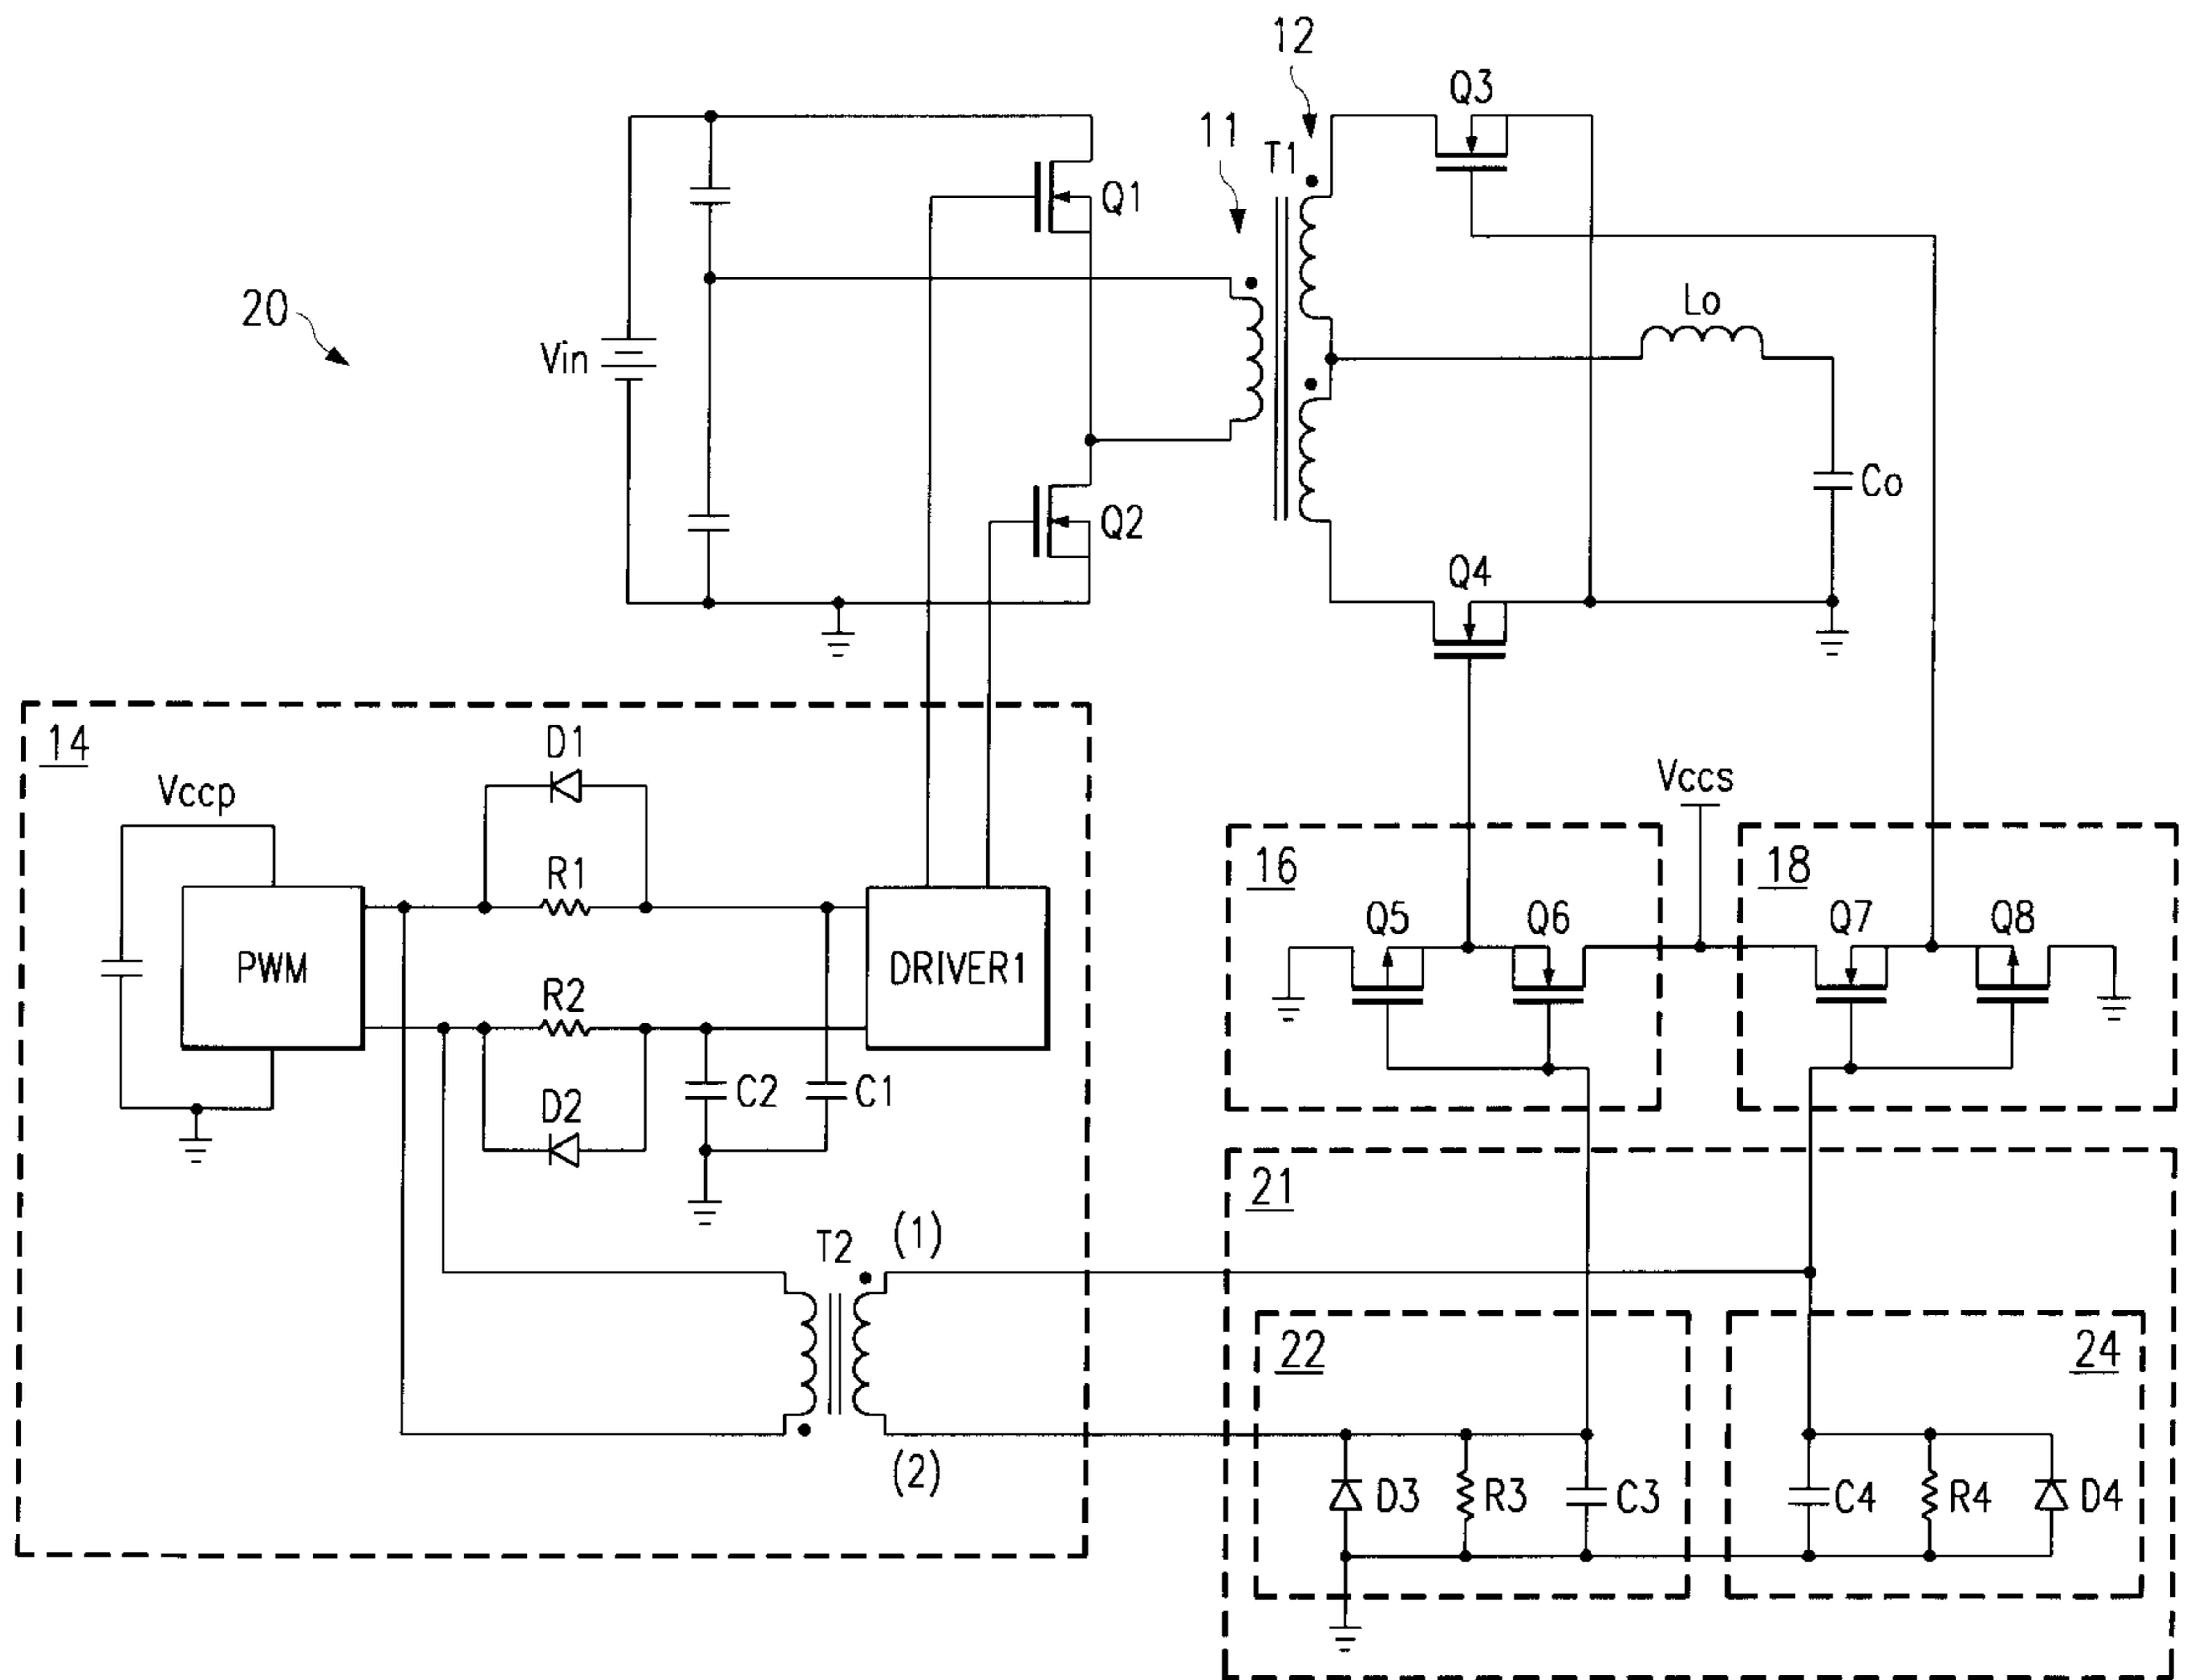 12
Q3
11
T1
Q1
20
Lo
Vin
Co
Q2
Q4
14
D1
Vccp
Vccs
R1
16
18
Q5
Q6
Q7
Q8
PWM
DRIVER1
R2
D2
C2
C1
21
T2
(1)
22
24
(2)
D3
R3
C3
C4
R4
D4